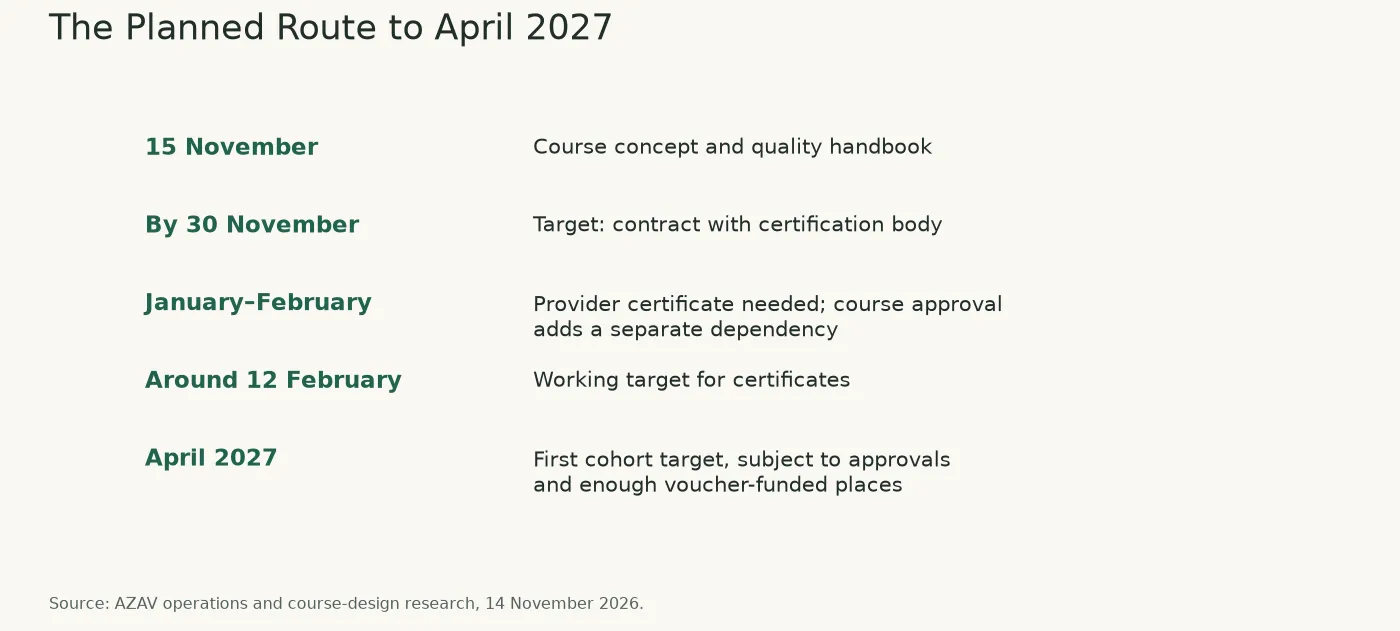 The Planned Route to April 2027
15 November
Course concept and quality handbook
By 30 November
Target: contract with certification body
January–February
Provider certificate needed; course approval
adds a separate dependency
Around 12 February
Working target for certificates
April 2027
First cohort target, subject to approvals
and enough voucher-funded places
Source: AZAV operations and course-design research, 14 November 2026.